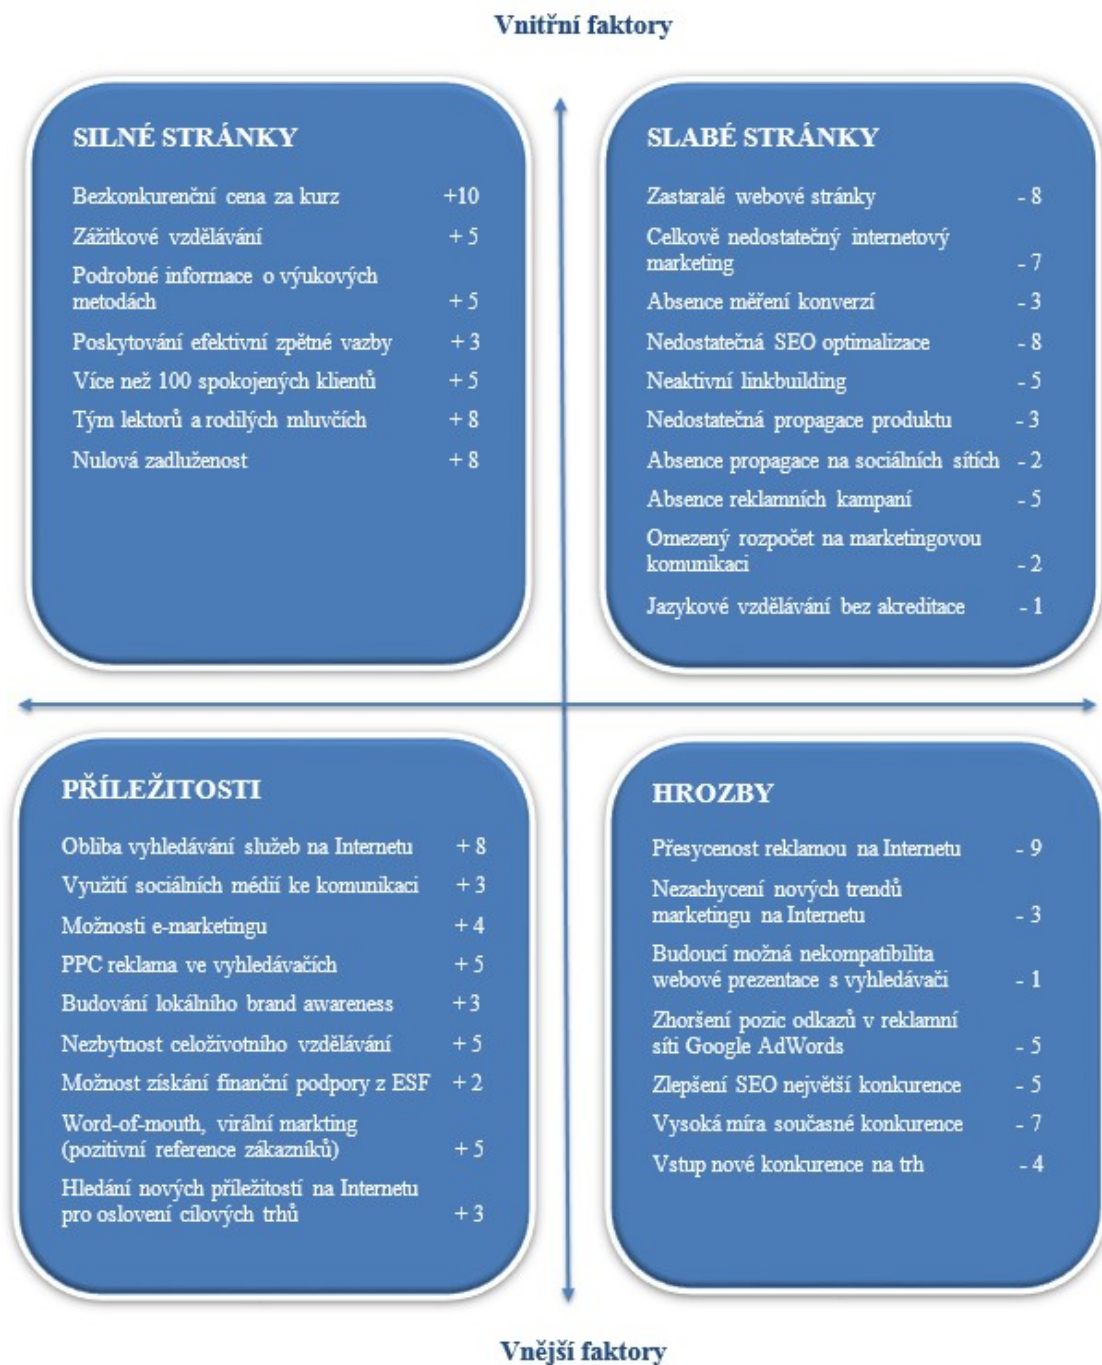 Vnitřní faktory
SILNÉ STRÁNKY
Bezkonkurenční cena za kurz +10
Zážitkové vzdělávání + 5
Podrobné informace o výukových
metodách + 5
Poskytování efektivní zpětné vazby + 3
Více než 100 spokojených klientů + 5
Tým lektorů a rodilých mluvčích + 8
Nulová zadluženost + 8
SLABÉ STRÁNKY
Zastaralé webové stránky - 8
Celkově nedostatečný internetový
marketing - 7
Absence měření konverzí - 3
Nedostatečná SEO optimalizace - 8
Neaktivní linkbuilding - 5
Nedostatečná propagace produktu - 3
Absence propagace na sociálních sítích - 2
Absence reklamních kampaní - 5
Omezený rozpočet na marketingovou
komunikaci - 2
Jazykové vzdělávání bez akreditace - 1
PŘÍLEŽITOSTI
Obliba vyhledávání služeb na Internetu + 8
Využití sociálních médií ke komunikaci + 3
Možnosti e-marketingu + 4
PPC reklama ve vyhledávačích + 5
Budování lokálního brand awareness + 3
Nezbytnost celoživotního vzdělávání + 5
Možnost získání finanční podpory z ESF + 2
Word-of-mouth, virální markting
(pozitivní reference zákazníků) + 5
Hledání nových příležitostí na Internetu
pro oslovení cílových trhů + 3
HROZBY
Přesycenost reklamou na Internetu - 9
Nezachycení nových trendů
marketingu na Internetu - 3
Budoucí možná nekompatibilita
webové prezentace s vyhledávači - 1
Zhoršení pozic odkazů v reklamní
síti Google AdWords - 5
Zlepšení SEO největší konkurence - 5
Vysoká míra současné konkurence - 7
Vstup nové konkurence na trh - 4
Vnější faktory